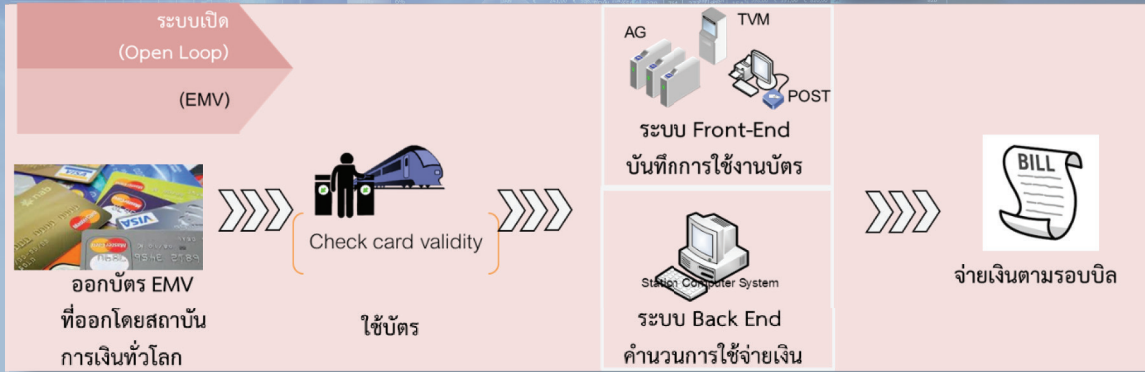 ระบบเปิด
(Open Loop)
(EMV)
VISA
MasterCard
ออกบัตร EMV
ที่ออกโดยสถาบัน
การเงินทั่วโลก
Check card validity
ใช้บัตร
AG
TVM
POST
ระบบ Front-End
บันทึกการใช้งานบัตร
Station Computer System
ระบบ Back End
คำนวนการใช้จ่ายเงิน
BILL
จ่ายเงินตามรอบบิล